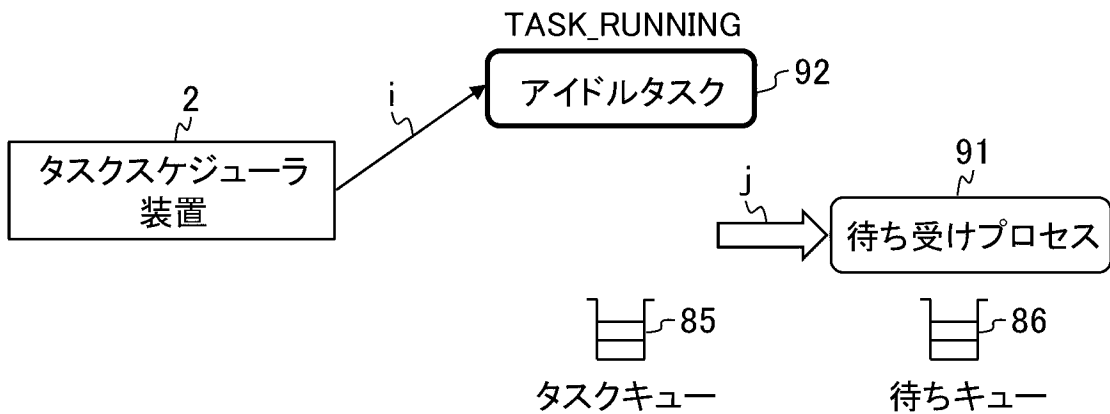 TASK_RUNNING
アイドルタスク
92
i
2
タスクスケジューラ
装置
91
j
待ち受けプロセス
85
86
タスクキュー
待ちキュー